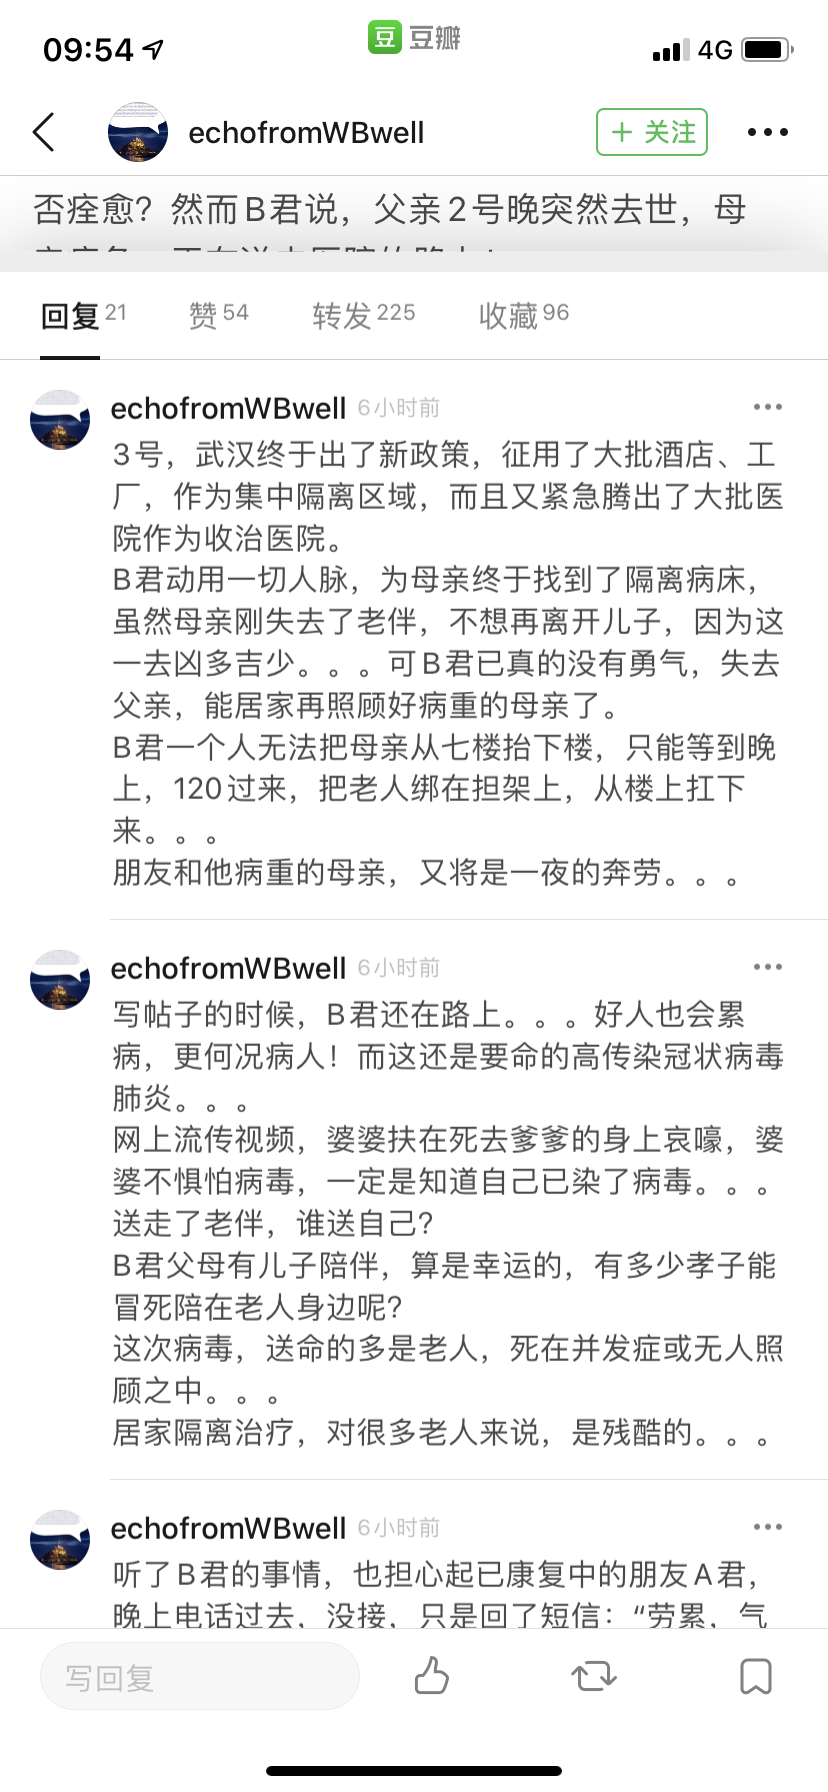 09:54
豆 豆瓣
4G
echofromWBwell
+ 关注
否痊愈？然而B君说，父亲2号晚突然去世，母
回复 21 赞 54 转发 225 收藏 96
echofromWBwell 6小时前
3号，武汉终于出了新政策，征用了大批酒店、工
厂，作为集中隔离区域，而且又紧急腾出了大批医
院作为收治医院。
B君动用一切人脉，为母亲终于找到了隔离病床，
虽然母亲刚失去了老伴，不想再离开儿子，因为这
一去凶多吉少。。。可B君已真的没有勇气，失去
父亲，能居家再照顾好病重的母亲了。
B君一个人无法把母亲从七楼抬下楼，只能等到晚
上，120过来，把老人绑在担架上，从楼上扛下
来。。。
朋友和他病重的母亲，又将是一夜的奔劳。。。
echofromWBwell 6小时前
写帖子的时候，B君还在路上。。。好人也会累
病，更何况病人！而这还是要命的高传染冠状病毒
肺炎。。。
网上流传视频，婆婆扶在死去爹爹的身上哀嚎，婆
婆不惧怕病毒，一定是知道自己已染了病毒。。。
送走了老伴，谁送自己？
B君父母有儿子陪伴，算是幸运的，有多少孝子能
冒死陪在老人身边呢？
这次病毒，送命的多是老人，死在并发症或无人照
顾之中。。。
居家隔离治疗，对很多老人来说，是残酷的。。。
echofromWBwell 6小时前
听了B君的事情，也担心起已康复中的朋友A君，
晚上电话过去，没接，只是回了短信：“劳累，气
写回复